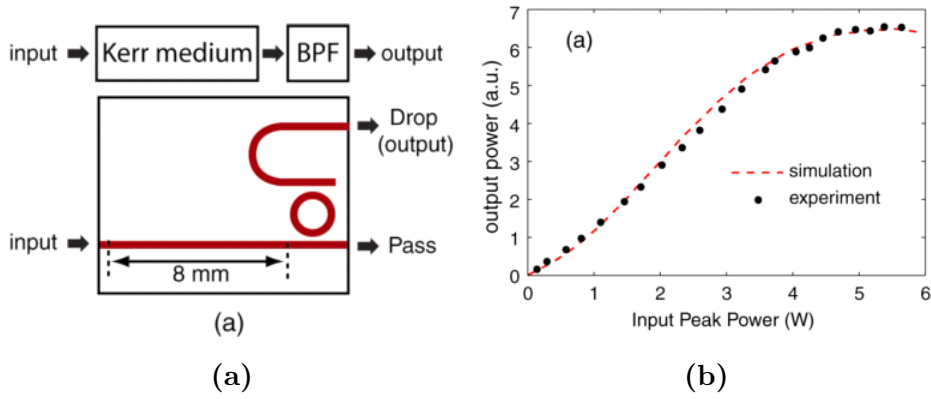 input Kerr medium BPF output
Drop
(output)
input Pass
8 mm
(a)
(a)
7
6
5
4
3
2
1
0
output power (a.u.)
(a)
simulation
experiment
0 1 2 3 4 5 6
Input Peak Power (W)
(b)